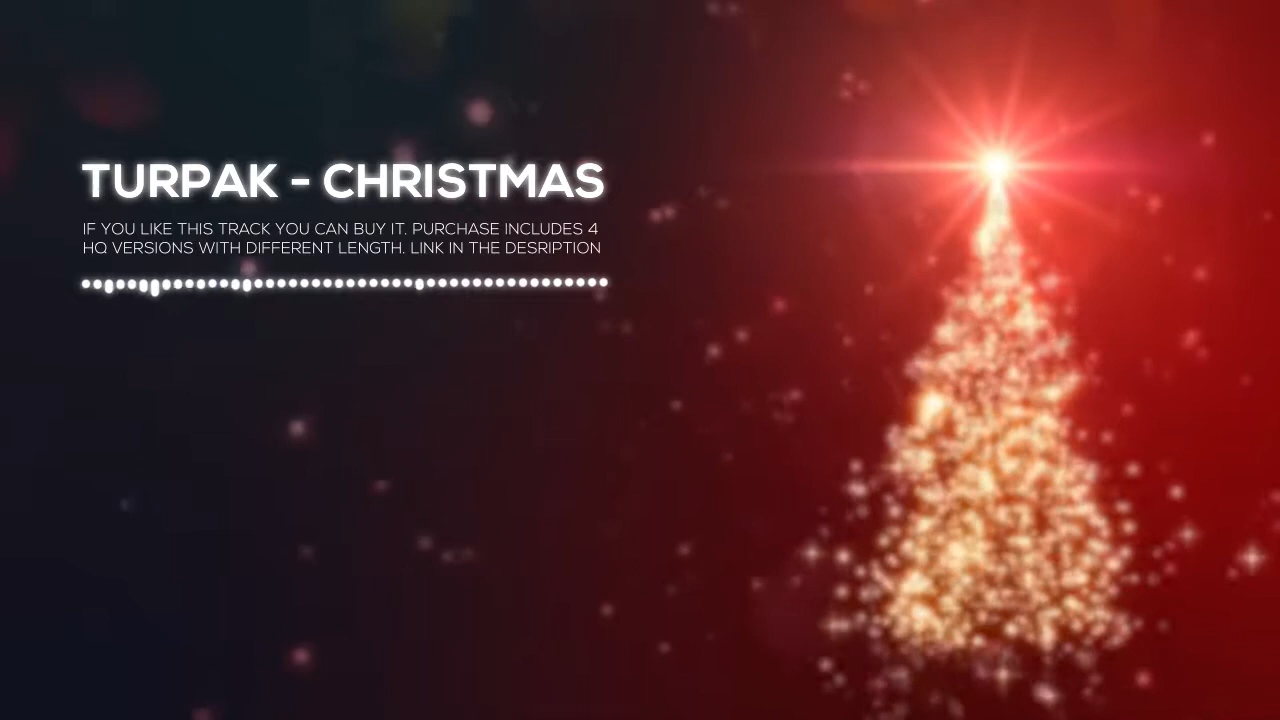 TURPAK - CHRISTMAS
IF YOU LIKE THIS TRACK YOU CAN BUY IT. PURCHASE INCLUDES 4
HQ VERSIONS WITH DIFFERENT LENGTH. LINK IN THE DESRIPTION